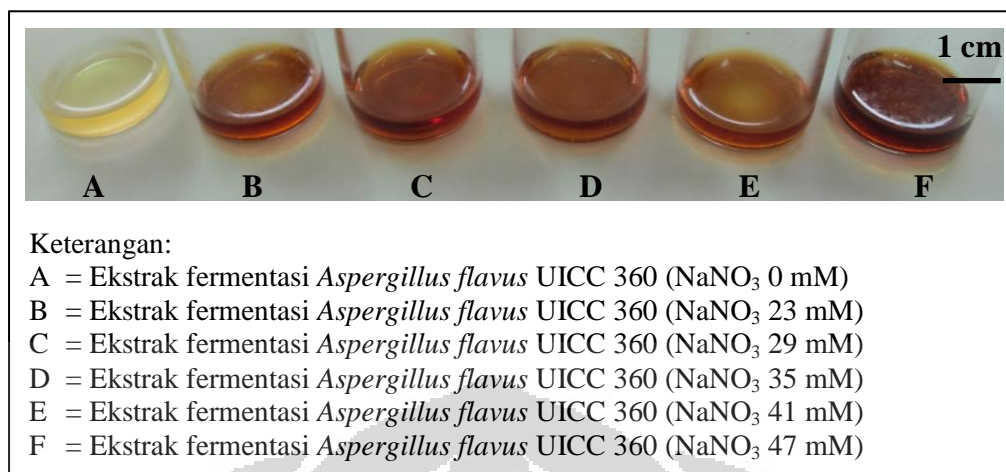 1 cm
A B C D E F
Keterangan:
A = Ekstrak fermentasi Aspergillus flavus UICC 360 (NaNO₃ 0 mM)
B = Ekstrak fermentasi Aspergillus flavus UICC 360 (NaNO₃ 23 mM)
C = Ekstrak fermentasi Aspergillus flavus UICC 360 (NaNO₃ 29 mM)
D = Ekstrak fermentasi Aspergillus flavus UICC 360 (NaNO₃ 35 mM)
E = Ekstrak fermentasi Aspergillus flavus UICC 360 (NaNO₃ 41 mM)
F = Ekstrak fermentasi Aspergillus flavus UICC 360 (NaNO₃ 47 mM)